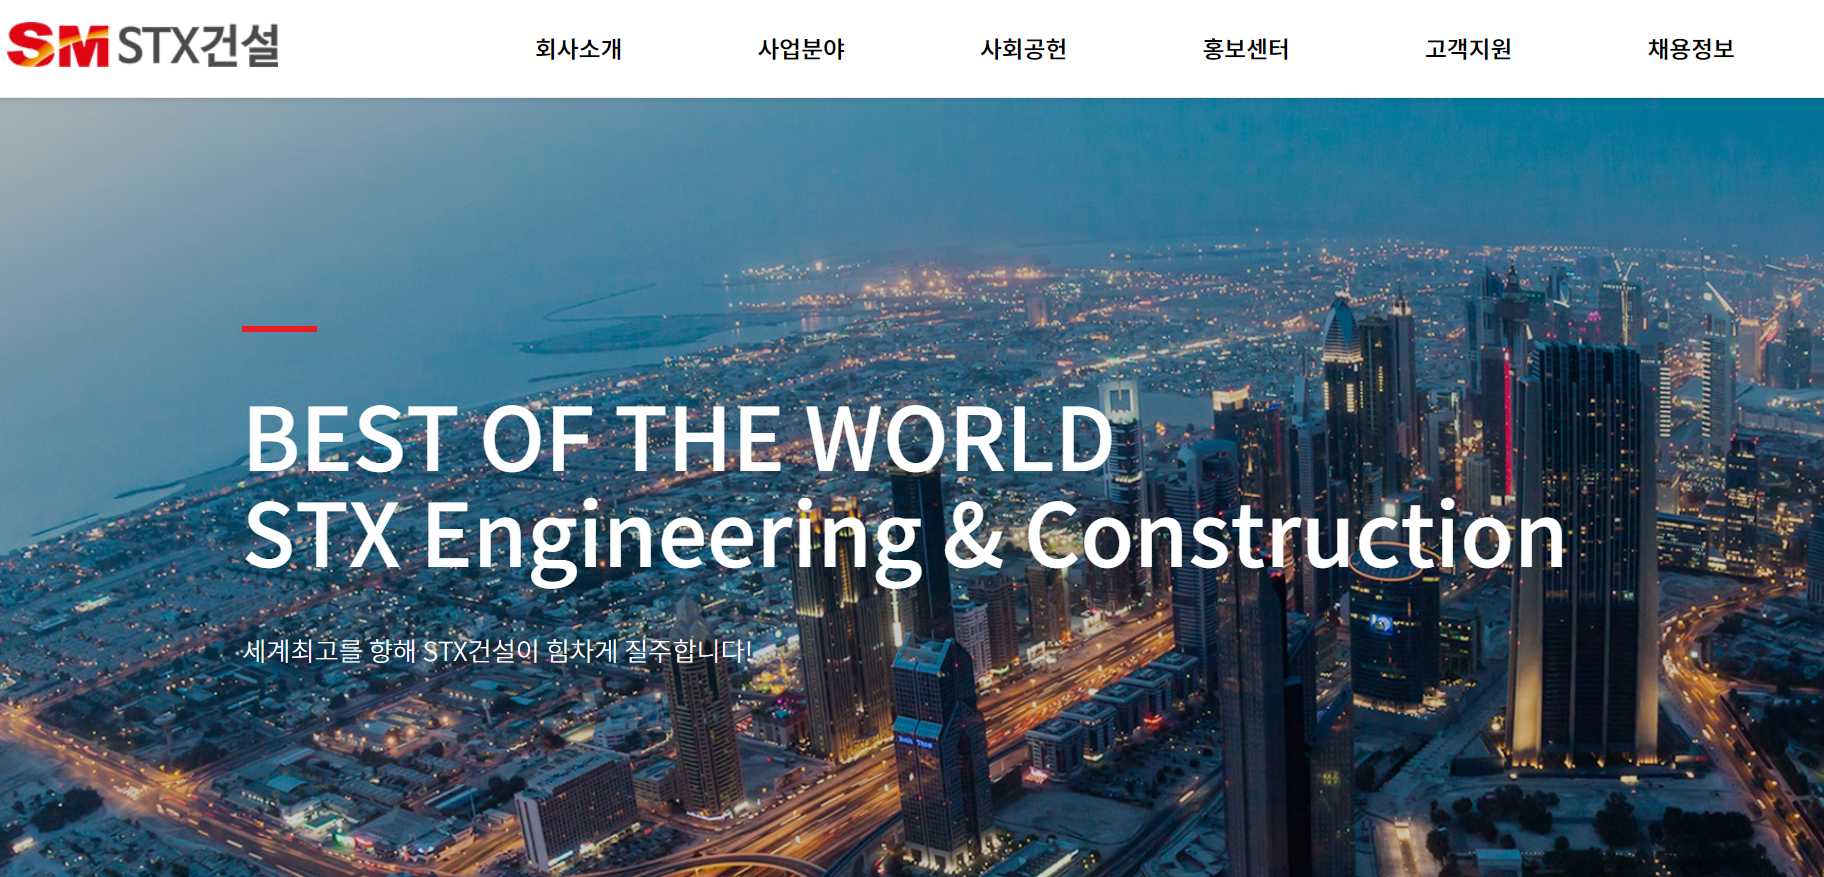 SM STX건설
회사소개 사업분야 사회공헌 홍보센터 고객지원 채용정보
BEST OF THE WORLD
STX Engineering & Construction
세계최고를 향해 STX건설이 힘차게 질주합니다!